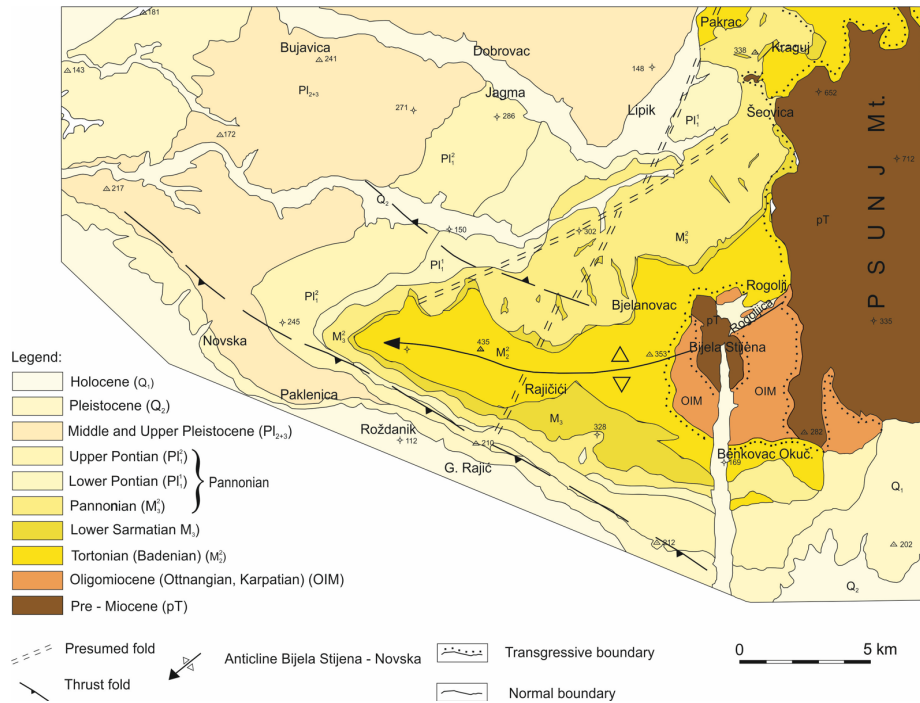 181
Pakrac
Bujavica
241
Dobrovac
338
Kraguj
143
148
652
Pl₂₊₃
Jagma
271
286
Lipik
Pl₁¹
Šeovica
172
712
Pl₁²
PSUNJ Mt.
217
Q₂
pT
150
302
M₃²
Pl₁¹
Rogolji
Pl₁²
Bjelanovac
Rogoljica
245
pT
335
Novska
M₃²
435
M₂²
353
Bijela Stijena
Rajičići
OIM
OIM
Paklenica
M₃
Roždanik
328
282
112
210
Benkovac Okuč.
G. Rajić
169
Q₁
212
202
Q₂
Legend:
Holocene (Q₁)
Pleistocene (Q₂)
Middle and Upper Pleistocene (Pl₂₊₃)
Upper Pontian (Pl₁²)
Lower Pontian (Pl₁¹)
Pannonian
Pannonian (M₃²)
Lower Sarmatian M₃)
Tortonian (Badenian) (M₂²)
Oligomiocene (Ottnangian, Karpatian) (OIM)
Pre - Miocene (pT)
Presumed fold
Thrust fold
Anticline Bijela Stijena - Novska
Transgressive boundary
Normal boundary
0 5 km